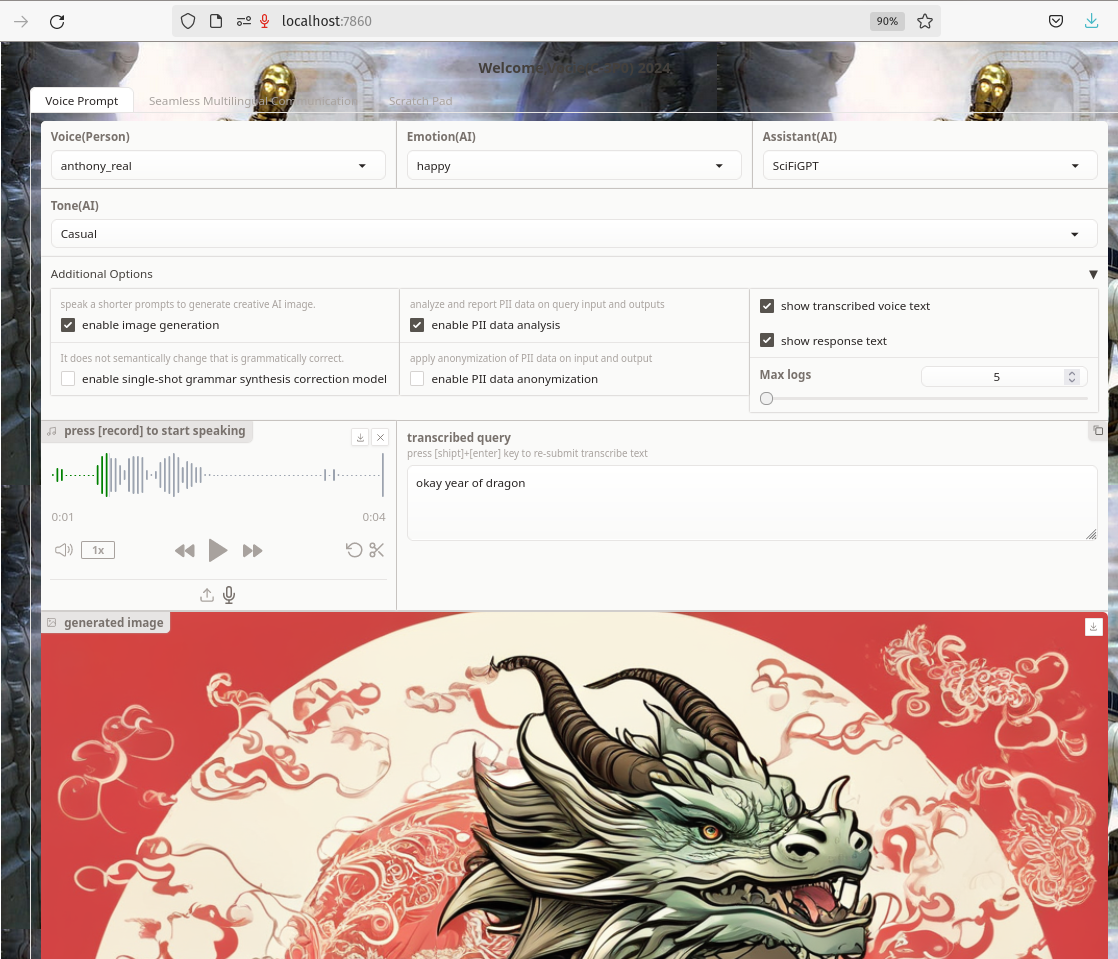 localhost:7860
90%
Welcome 2024
Voice Prompt
Seamless Multilingual Communication
Scratch Pad
Voice(Person)
Emotion(AI)
Assistant(AI)
anthony_real
happy
SciFiGPT
Tone(AI)
Casual
Additional Options
speak a shorter prompts to generate creative AI image.
enable image generation
It does not semantically change that is grammatically correct.
enable single-shot grammar synthesis correction model
analyze and report PII data on query input and outputs
enable PII data analysis
apply anonymization of PII data on input and output
enable PII data anonymization
show transcribed voice text
show response text
Max logs
5
press [record] to start speaking
0:01
0:04
1x
transcribed query
press [shipt]+[enter] key to re-submit transcribe text
okay year of dragon
generated image